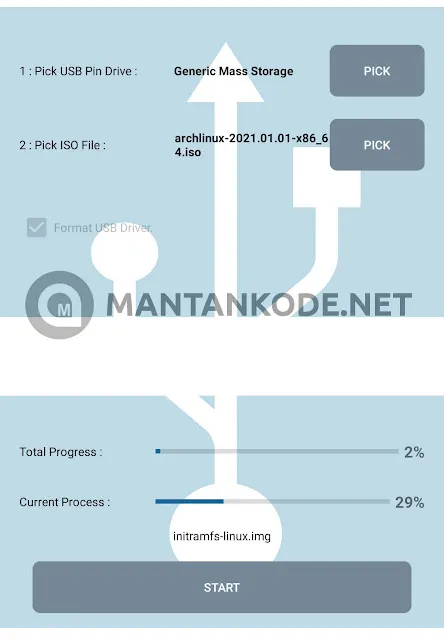 1 : Pick USB Pin Drive :
Generic Mass Storage
PICK
2 : Pick ISO File :
archlinux-2021.01.01-x86_6
4.iso
PICK
Format USB Driver.
M MANTANKODE.NET
Total Progress :
2%
Current Process :
29%
initramfs-linux.img
START